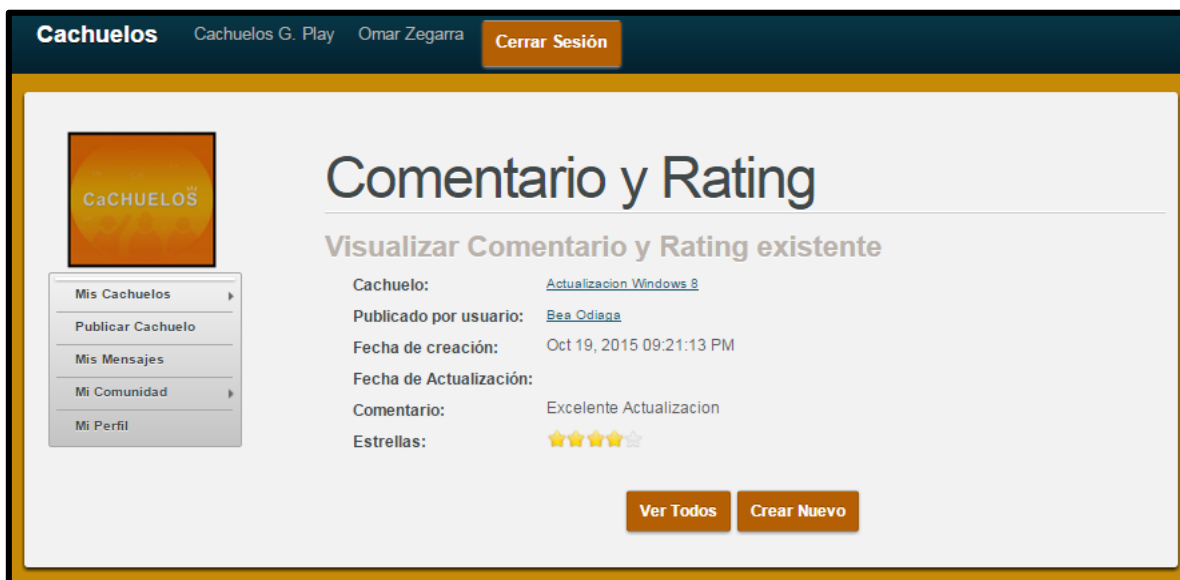 Cachuelos Cachuelos G. Play Omar Zegarra Cerrar Sesión
CaCHUELOS
Comentario y Rating
Visualizar Comentario y Rating existente
Mis Cachuelos
Publicar Cachuelo
Mis Mensajes
Mi Comunidad
Mi Perfil
Cachuelo: Actualizacion Windows 8
Publicado por usuario: Bea Odiaga
Fecha de creación: Oct 19, 2015 09:21:13 PM
Fecha de Actualización:
Comentario: Excelente Actualizacion
Estrellas:
Ver Todos Crear Nuevo